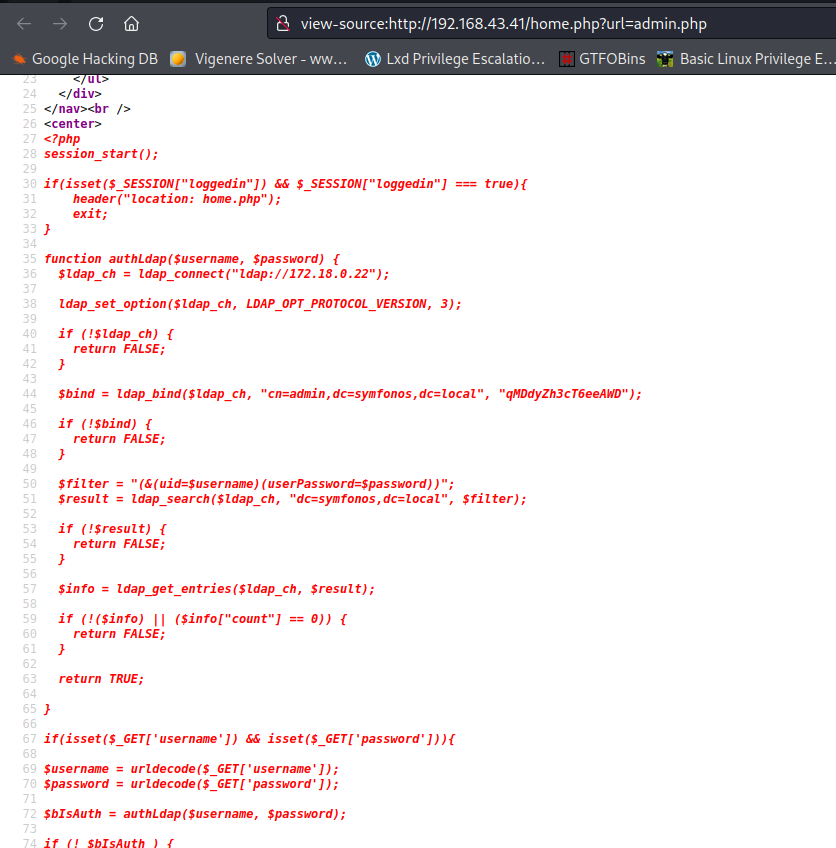 view-source:http://192.168.43.41/home.php?url=admin.php
Google Hacking DB Vigenere Solver - ww… Lxd Privilege Escalatio… GTFOBins Basic Linux Privilege E…
23 </ul>
24 </div>
25 </nav><br />
26 <center>
27 <?php
28 session_start();
29
30 if(isset($_SESSION["loggedin"]) && $_SESSION["loggedin"] === true){
31 header("location: home.php");
32 exit;
33 }
34
35 function authLdap($username, $password) {
36 $ldap_ch = ldap_connect("ldap://172.18.0.22");
37
38 ldap_set_option($ldap_ch, LDAP_OPT_PROTOCOL_VERSION, 3);
39
40 if (!$ldap_ch) {
41 return FALSE;
42 }
43
44 $bind = ldap_bind($ldap_ch, "cn=admin,dc=symfonos,dc=local", "qMDdyZh3cT6eeAWD");
45
46 if (!$bind) {
47 return FALSE;
48 }
49
50 $filter = "(&(uid=$username)(userPassword=$password))";
51 $result = ldap_search($ldap_ch, "dc=symfonos,dc=local", $filter);
52
53 if (!$result) {
54 return FALSE;
55 }
56
57 $info = ldap_get_entries($ldap_ch, $result);
58
59 if (!($info) || ($info["count"] == 0)) {
60 return FALSE;
61 }
62
63 return TRUE;
64
65 }
66
67 if(isset($_GET['username']) && isset($_GET['password'])){
68
69 $username = urldecode($_GET['username']);
70 $password = urldecode($_GET['password']);
71
72 $bIsAuth = authLdap($username, $password);
73
74 if (! $bIsAuth ) {